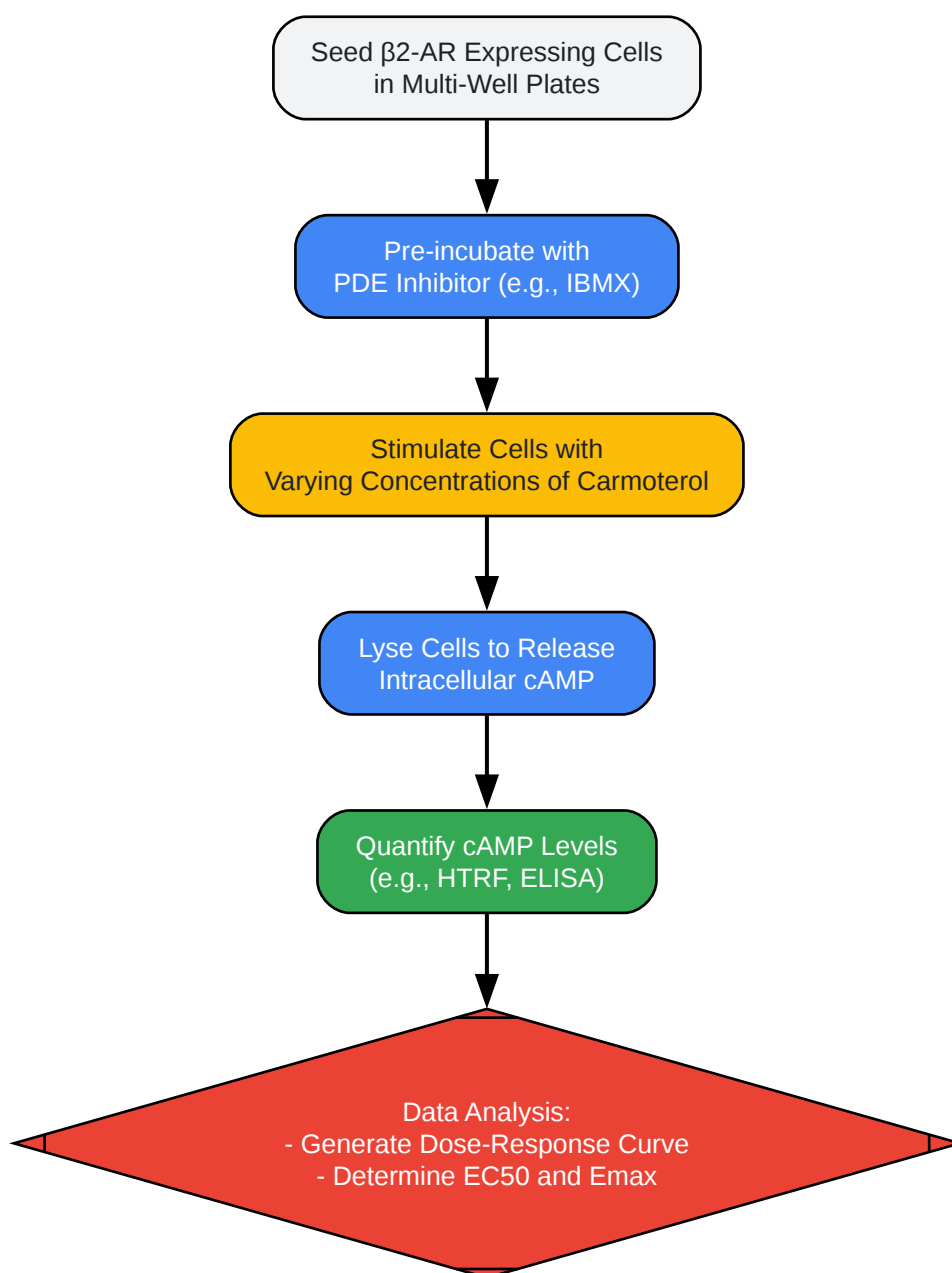 Seed β2-AR Expressing Cells
in Multi-Well Plates
Pre-incubate with
PDE Inhibitor (e.g., IBMX)
Stimulate Cells with
Varying Concentrations of Carmoterol
Lyse Cells to Release
Intracellular cAMP
Quantify cAMP Levels
(e.g., HTRF, ELISA)
Data Analysis:
- Generate Dose-Response Curve
- Determine EC50 and Emax